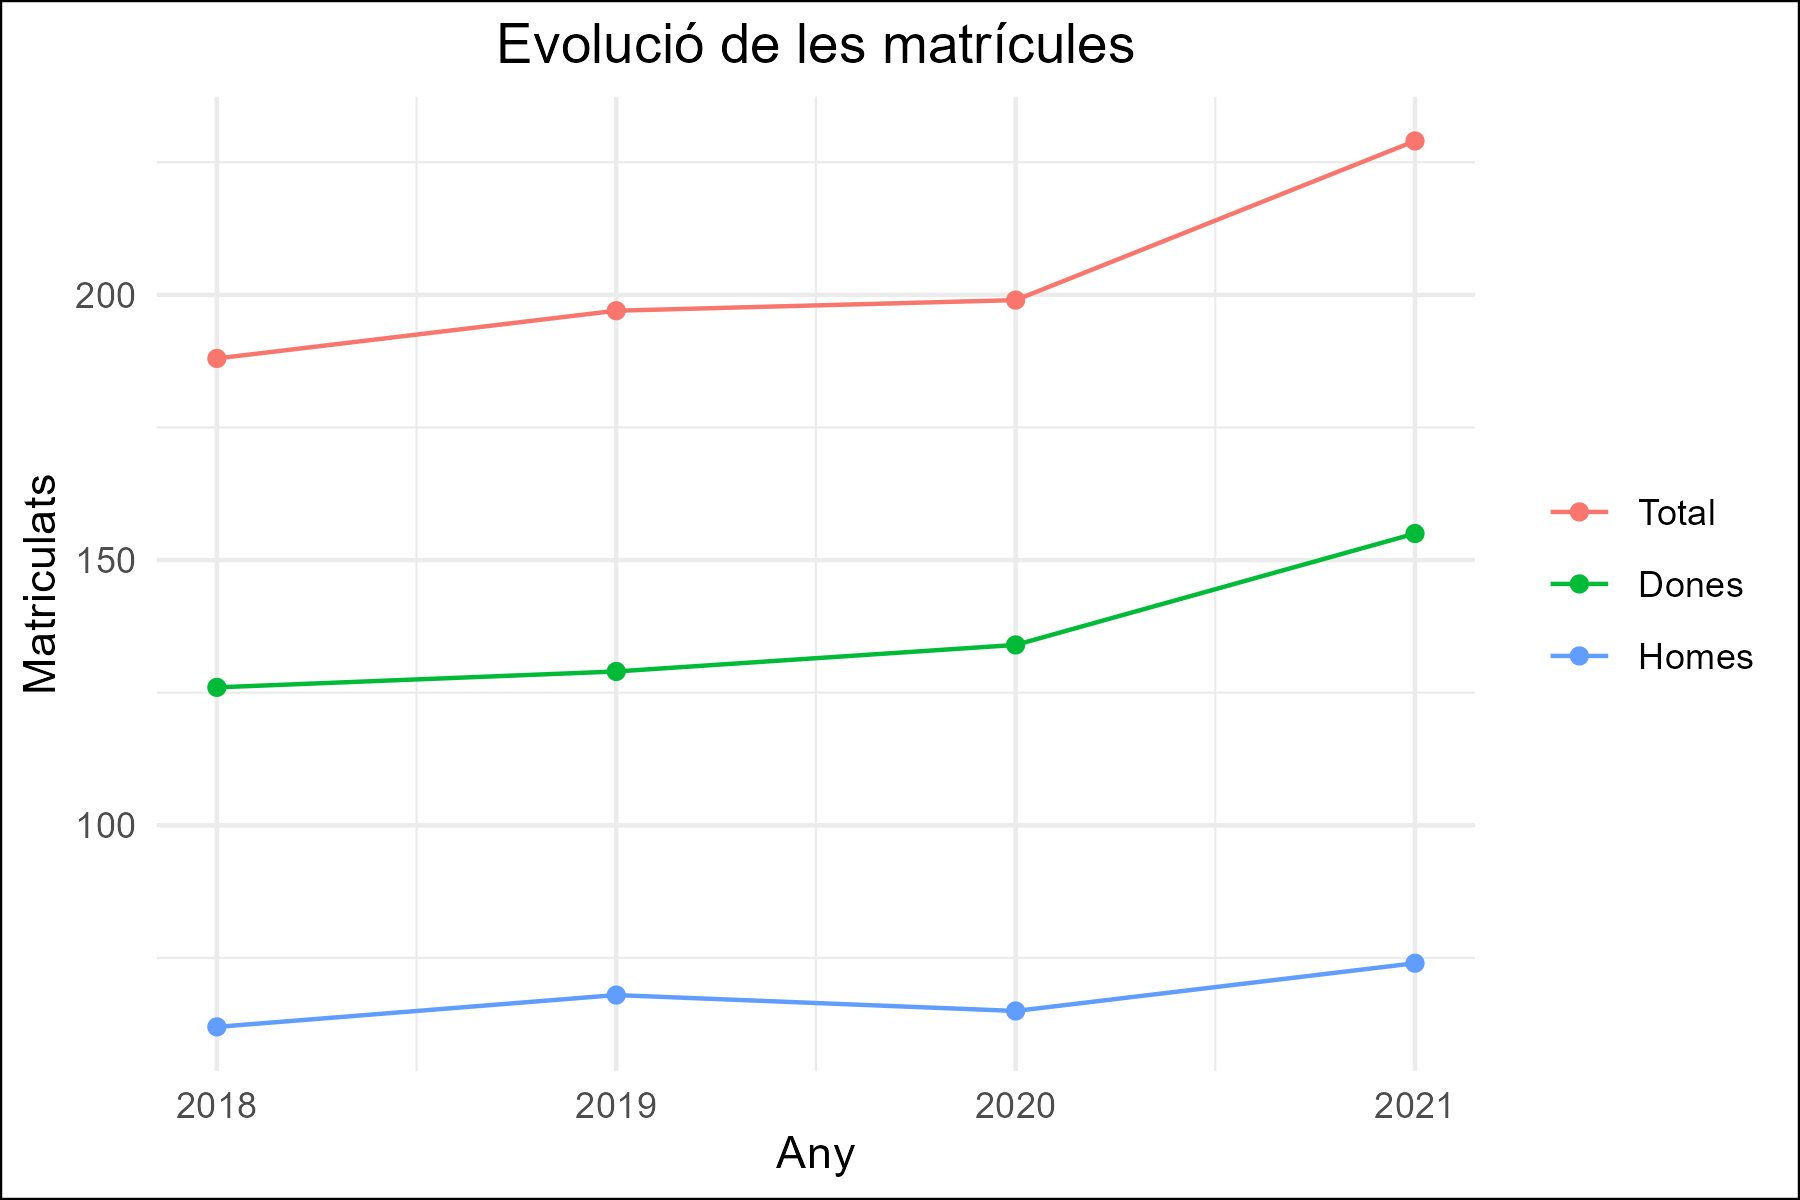 Evolució de les matrícules
Matriculats
200
150
100
2018 2019 2020 2021
Any
Total
Dones
Homes